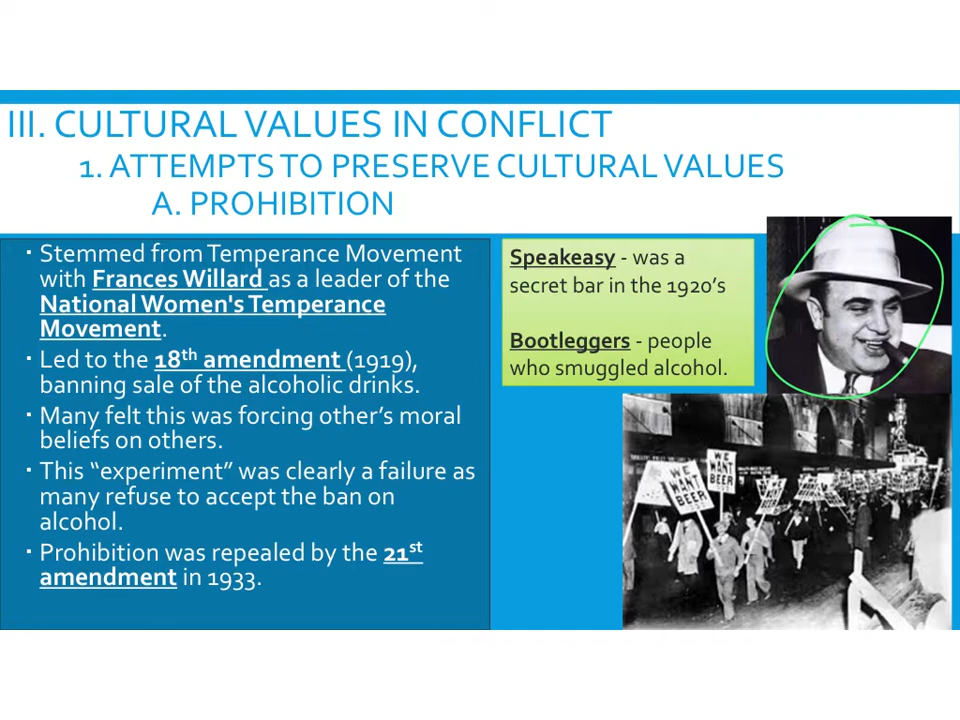 III. CULTURAL VALUES IN CONFLICT
1. ATTEMPTS TO PRESERVE CULTURAL VALUES
A. PROHIBITION
▪ Stemmed from Temperance Movement
with Frances Willard as a leader of the
National Women's Temperance
Movement.
▪ Led to the 18th amendment (1919),
banning sale of the alcoholic drinks.
▪ Many felt this was forcing other's moral
beliefs on others.
▪ This “experiment” was clearly a failure as
many refuse to accept the ban on
alcohol.
▪ Prohibition was repealed by the 21st
amendment in 1933.
Speakeasy - was a
secret bar in the 1920's
Bootleggers - people
who smuggled alcohol.
WE
WANT
BEER
WE
WANT
BEER